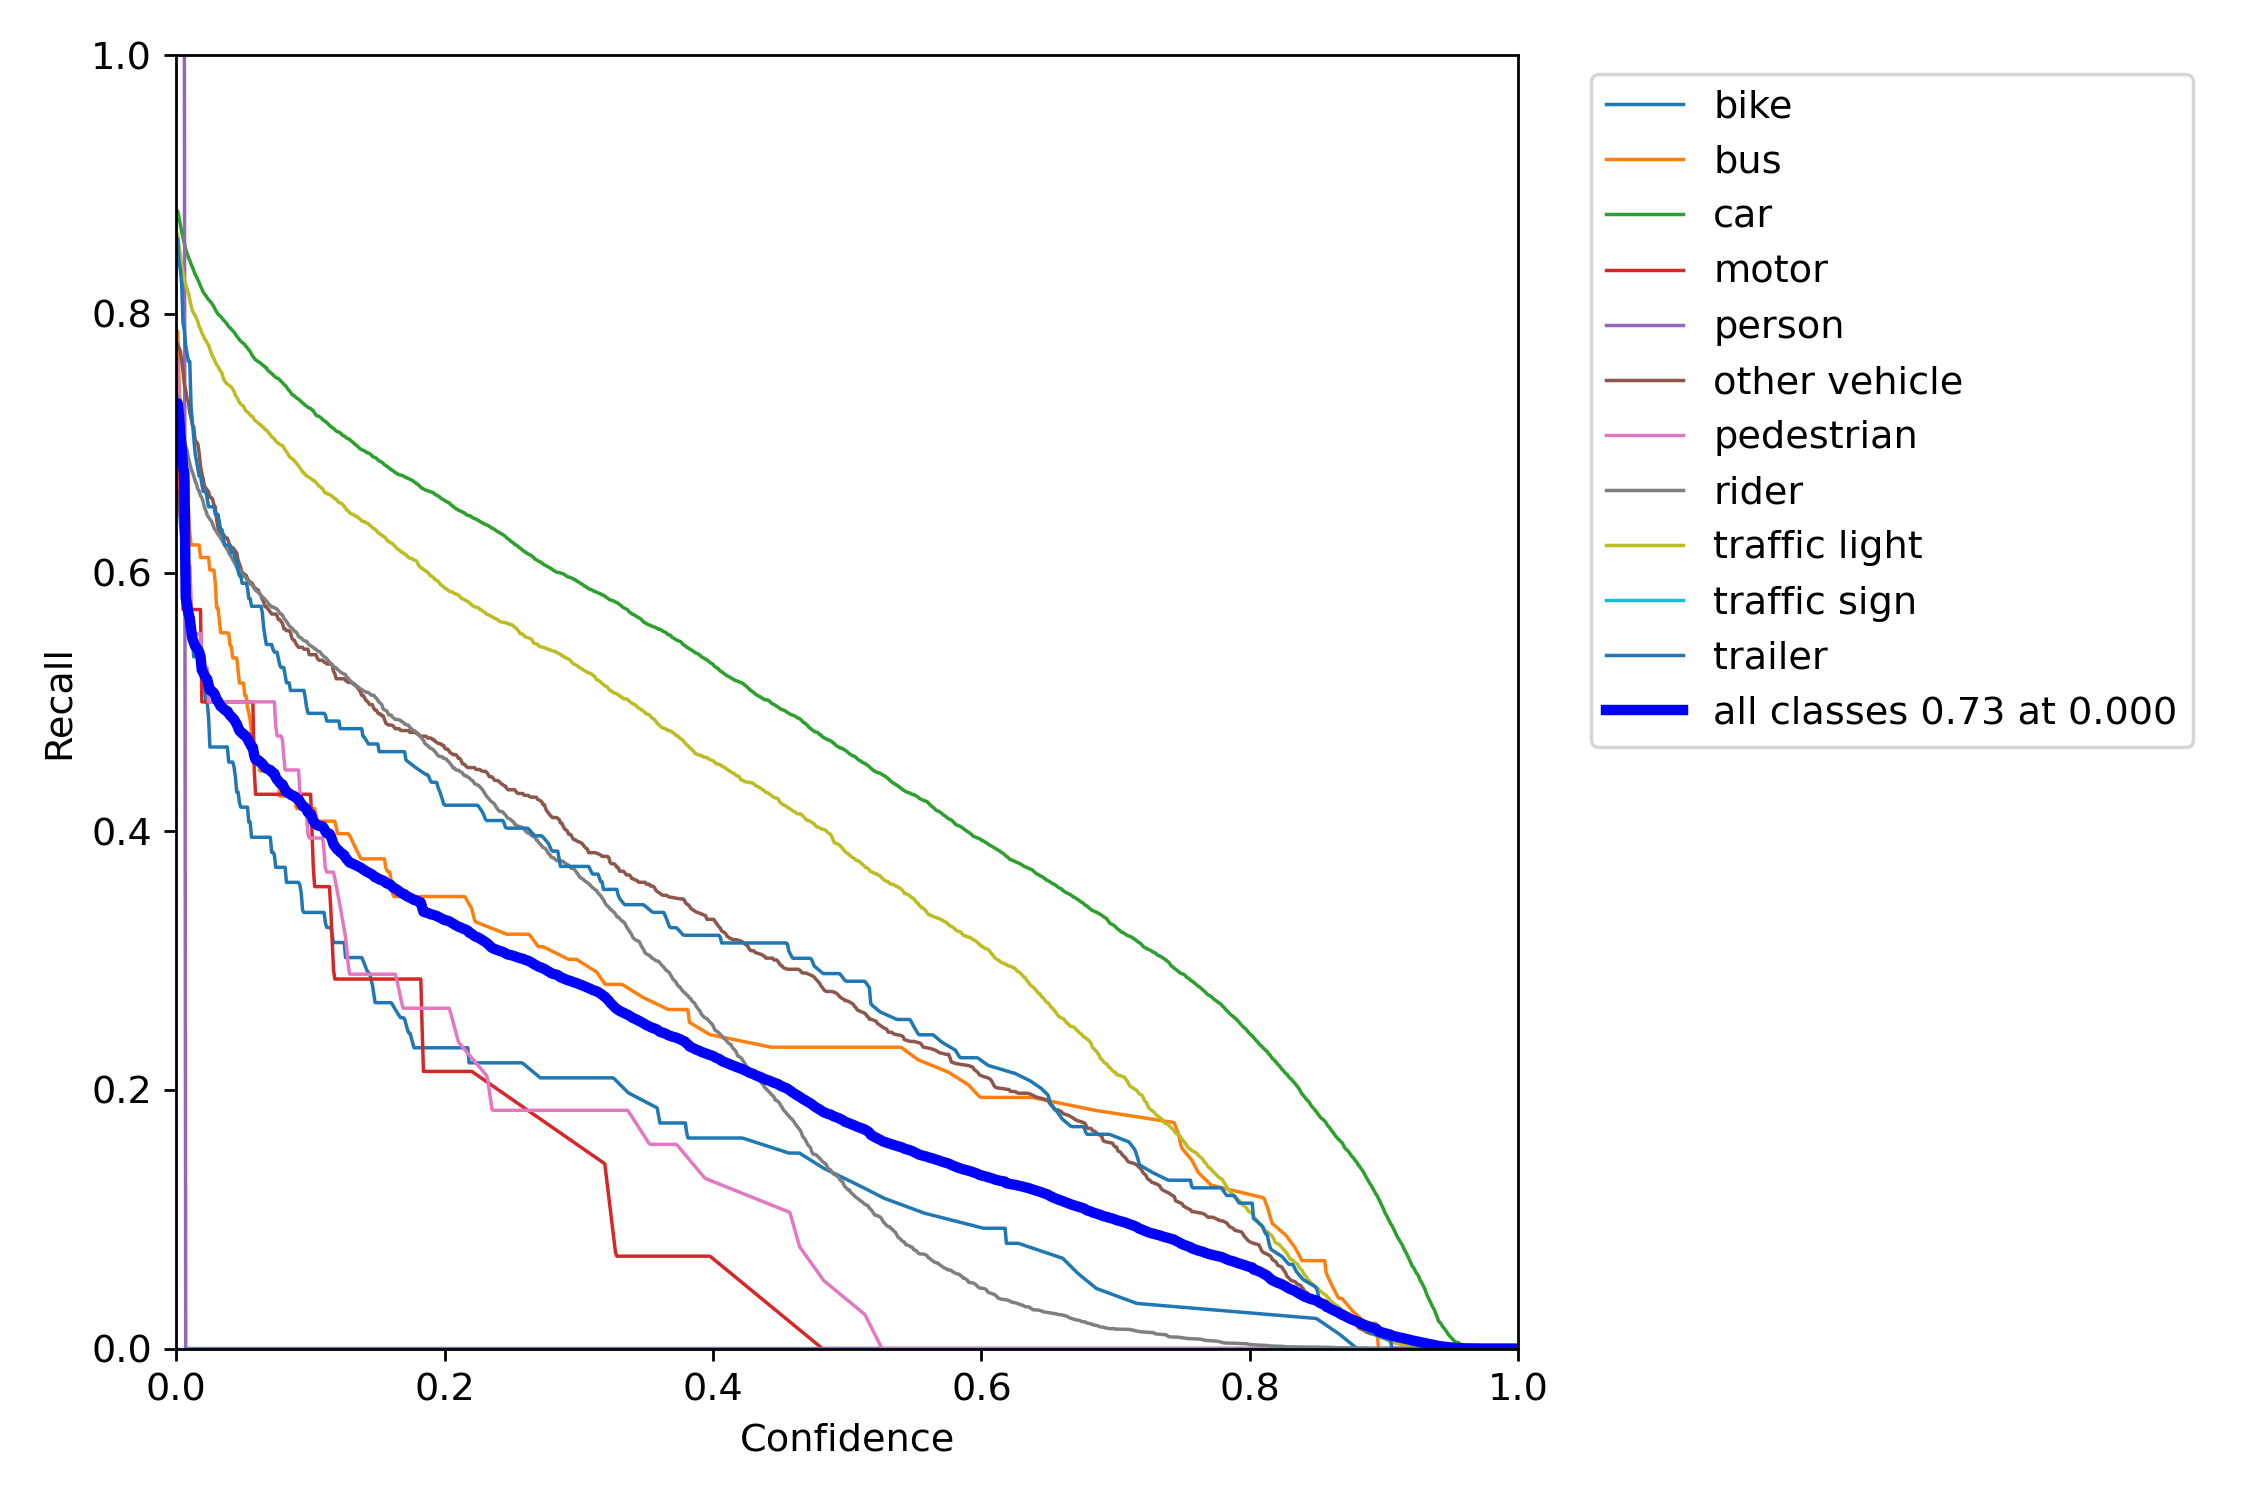 1.0
0.8
0.6
0.4
0.2
0.0
Recall
0.0 0.2 0.4 0.6 0.8 1.0
Confidence
bike
bus
car
motor
person
other vehicle
pedestrian
rider
traffic light
traffic sign
trailer
all classes 0.73 at 0.000